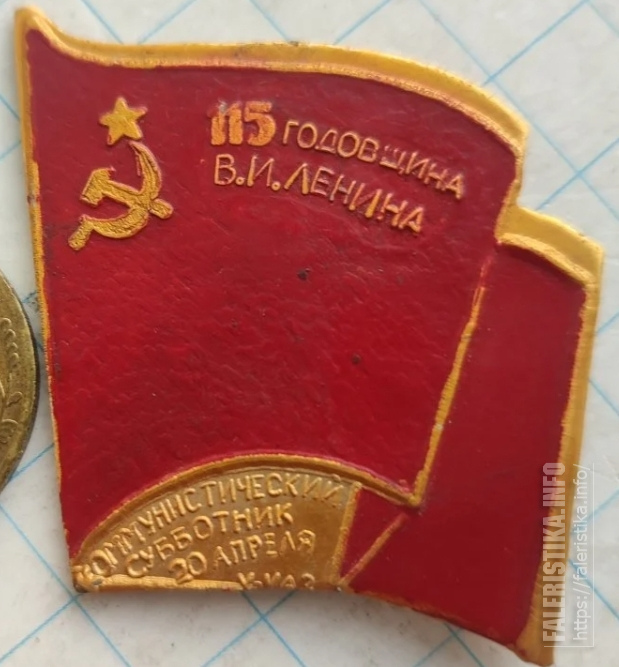 115 ГОДОВЩИНА
В.И. ЛЕНИНА
КОММУНИСТИЧЕСКИЙ
СУББОТНИК
20 АПРЕЛЯ
FALERISTIKA.INFO
https://faleristika.info/